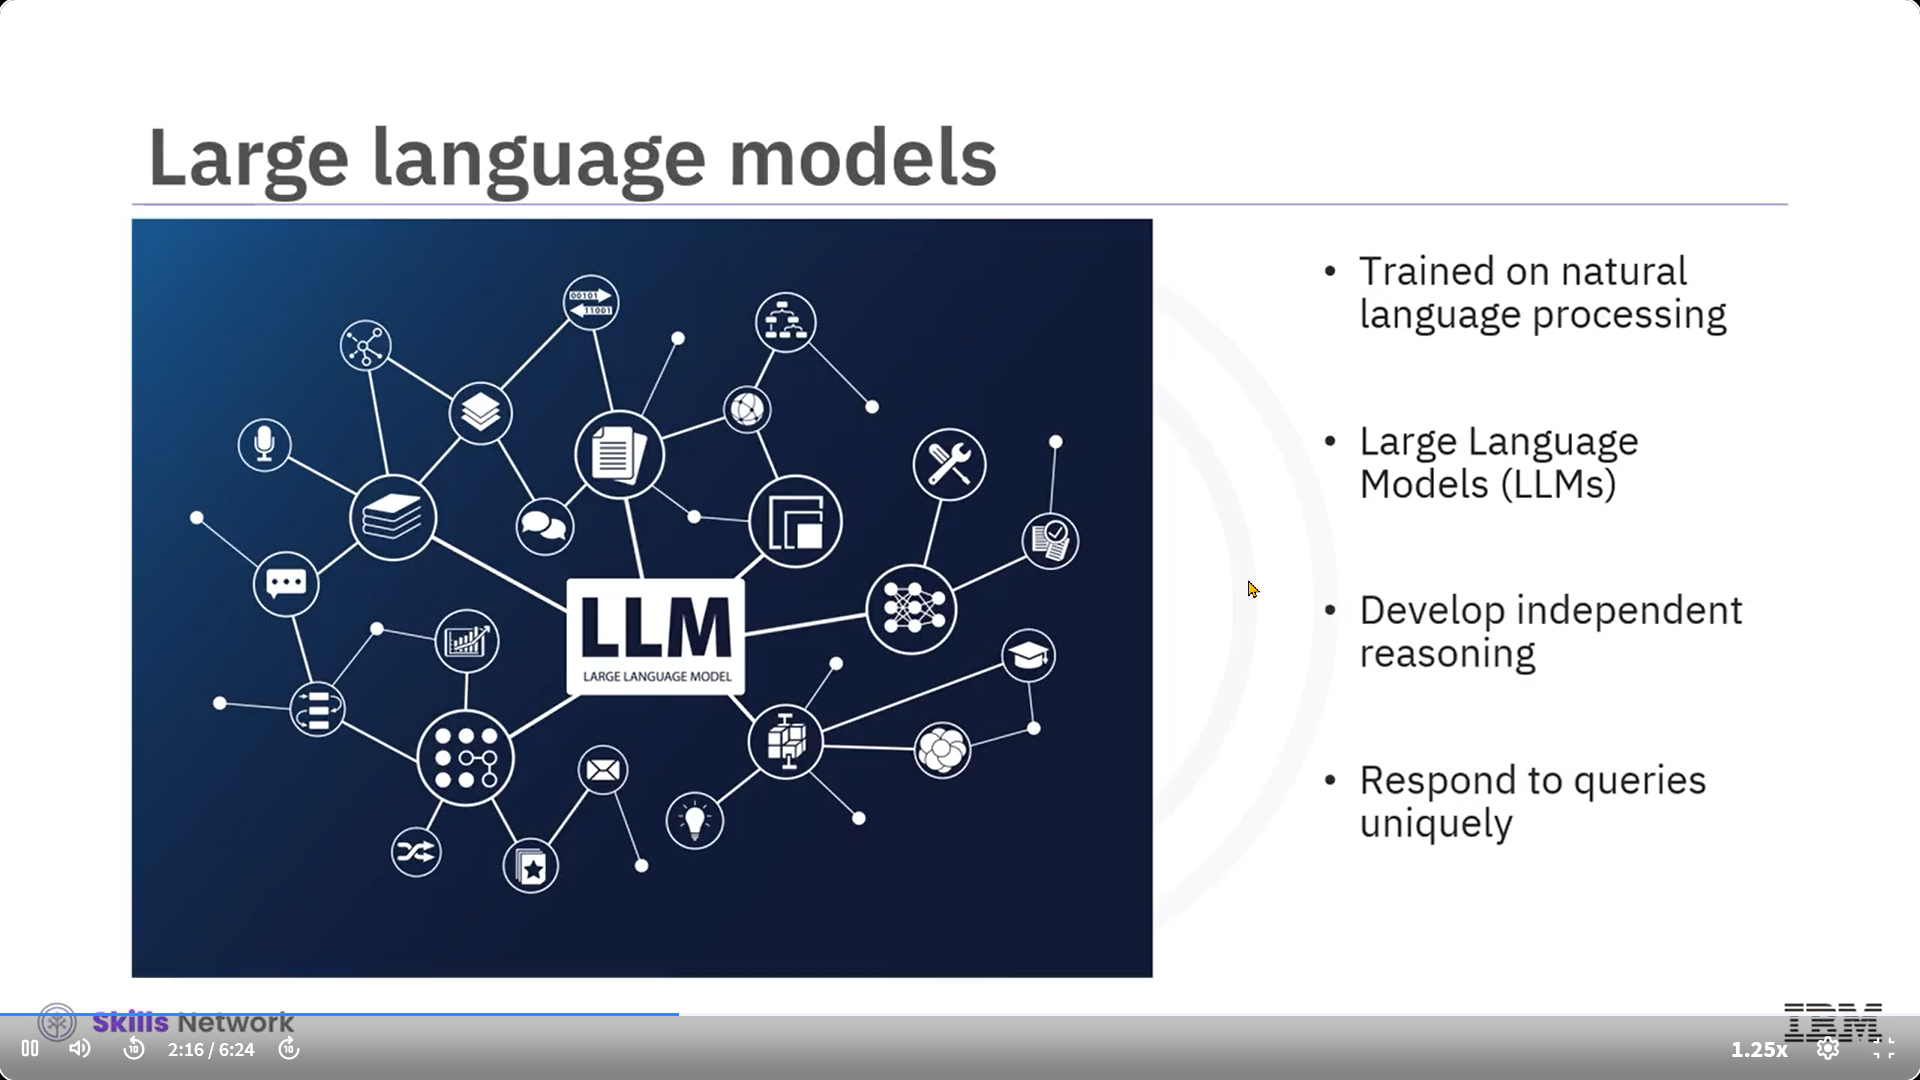 Large language models
00101
11001
LLM
LARGE LANGUAGE MODEL
• Trained on natural
language processing
• Large Language
Models (LLMs)
• Develop independent
reasoning
• Respond to queries
uniquely
Skills Network
IBM
10
2:16 / 6:24
10
1.25x